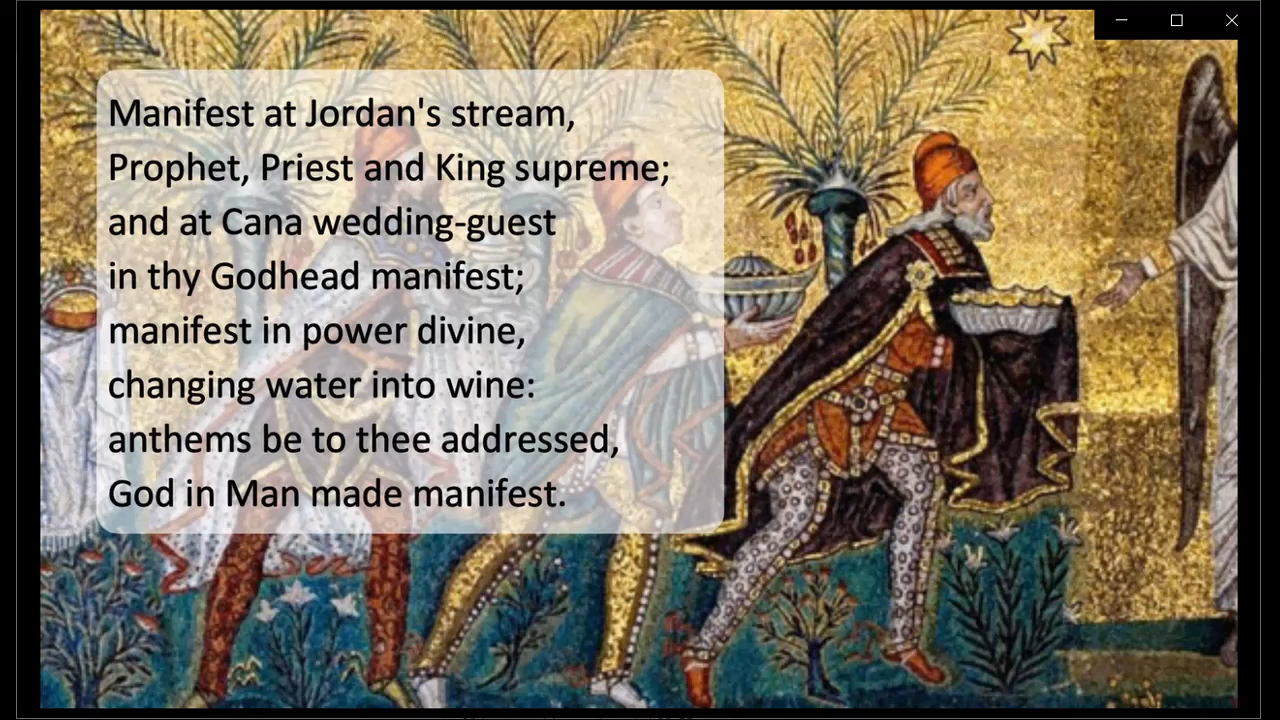 Manifest at Jordan's stream,
Prophet, Priest and King supreme;
and at Cana wedding-guest
in thy Godhead manifest;
manifest in power divine,
changing water into wine:
anthems be to thee addressed,
God in Man made manifest.